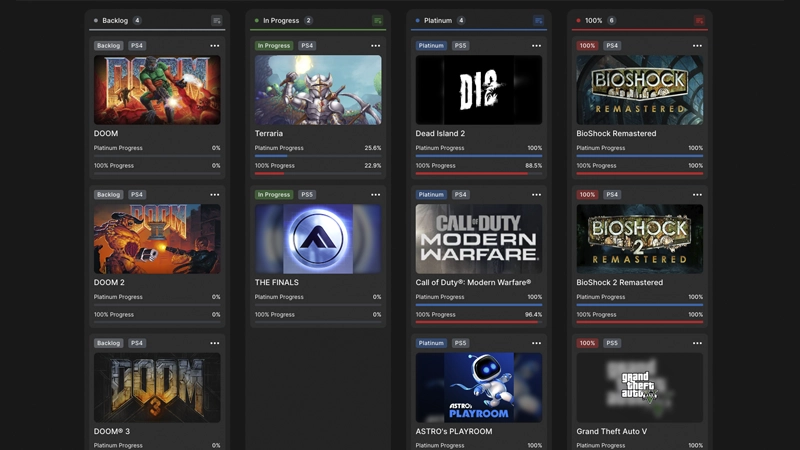 Backlog 4
Backlog PS4
DOOM
DOOM
Platinum Progress 0%
100% Progress 0%
Backlog PS4
DOOM
II
DOOM 2
Platinum Progress 0%
100% Progress 0%
Backlog PS4
DOOM
3
DOOM® 3
Platinum Progress 0%
In Progress 2
In Progress PS4
Terraria
Platinum Progress 25.6%
100% Progress 22.9%
In Progress PS5
THE FINALS
Platinum Progress 0%
100% Progress 0%
Platinum 4
Platinum PS5
DI2
Dead Island 2
Platinum Progress 100%
100% Progress 88.5%
Platinum PS4
CALL OF DUTY
MODERN
WARFARE
Call of Duty®: Modern Warfare®
Platinum Progress 100%
100% Progress 96.4%
Platinum PS5
ASTRO's
PLAYROOM
ASTRO's PLAYROOM
Platinum Progress 100%
100% 6
100% PS4
BIOSHOCK
REMASTERED
BioShock Remastered
Platinum Progress 100%
100% Progress 100%
100% PS4
BIOSHOCK
2
REMASTERED
BioShock 2 Remastered
Platinum Progress 100%
100% Progress 100%
100% PS5
grand
theft
auto
Grand Theft Auto V
Platinum Progress 100%